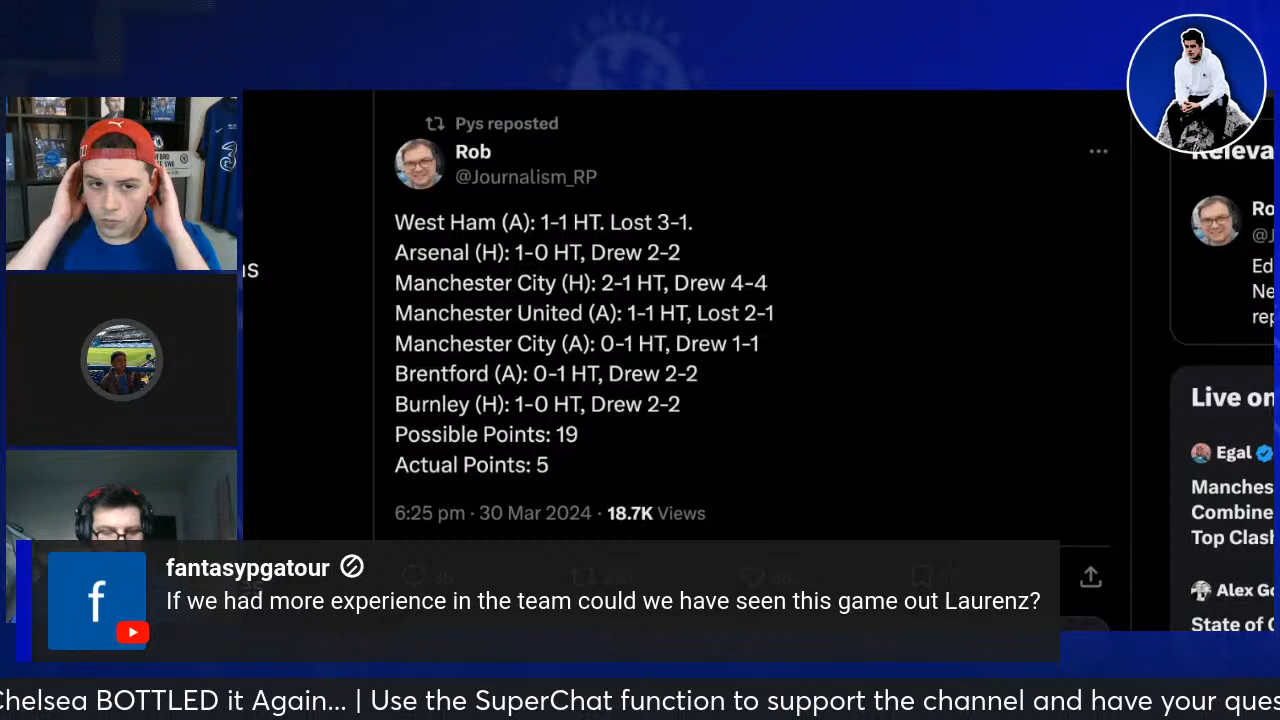 Pys reposted
Rob
@Journalism_RP
West Ham (A): 1-1 HT. Lost 3-1.
Arsenal (H): 1-0 HT, Drew 2-2
Manchester City (H): 2-1 HT, Drew 4-4
Manchester United (A): 1-1 HT, Lost 2-1
Manchester City (A): 0-1 HT, Drew 1-1
Brentford (A): 0-1 HT, Drew 2-2
Burnley (H): 1-0 HT, Drew 2-2
Possible Points: 19
Actual Points: 5
6:25 pm · 30 Mar 2024 · 18.7K Views
Releva
Ro
@J
Ed
Ne
rep
Live on
Egal
Manches
Combine
Top Clash
Alex Go
State of C
f
fantasypgatour
If we had more experience in the team could we have seen this game out Laurenz?
Chelsea BOTTLED it Again... | Use the SuperChat function to support the channel and have your ques